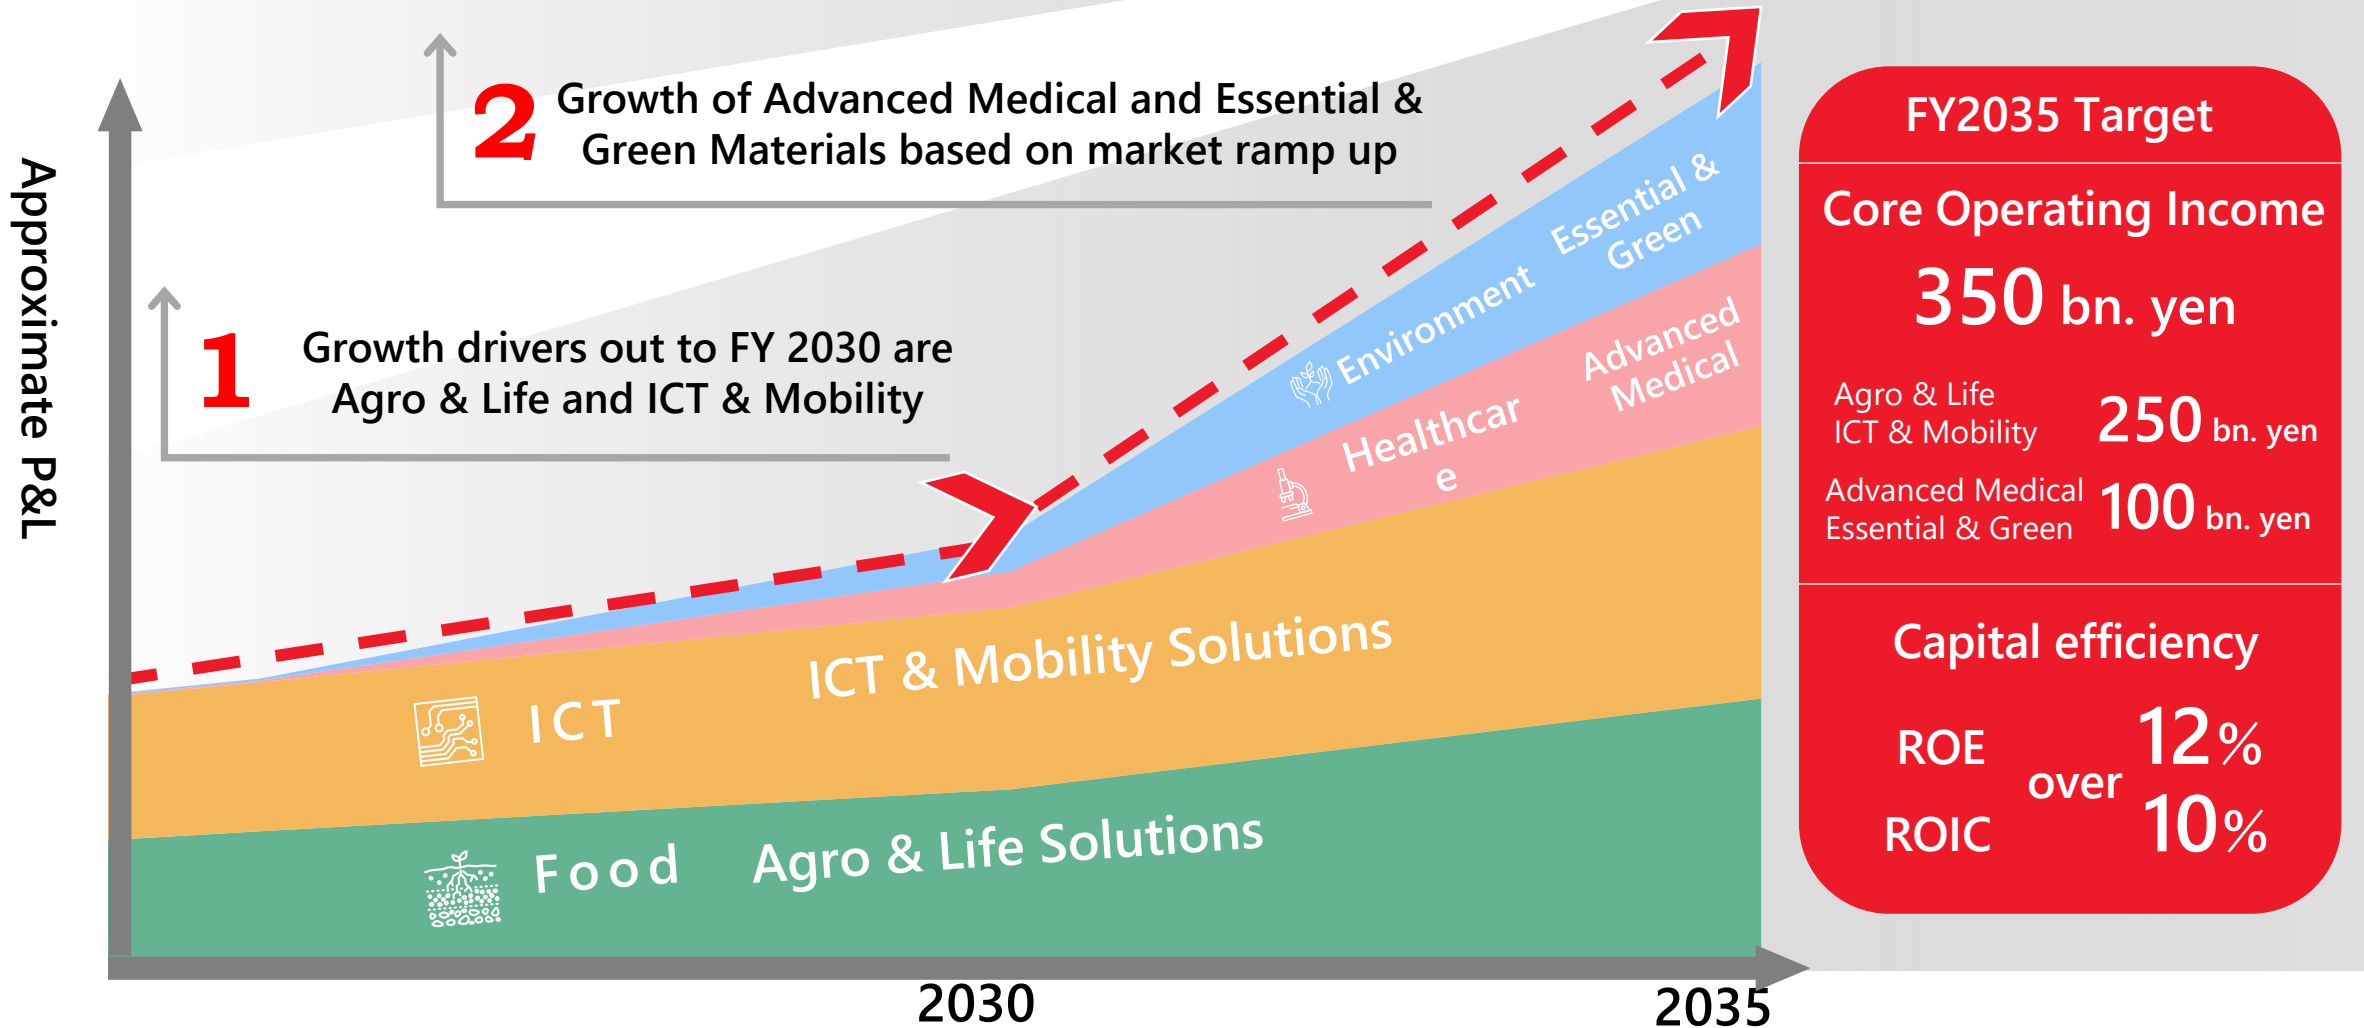 Approximate P&L
2 Growth of Advanced Medical and Essential &
Green Materials based on market ramp up
1 Growth drivers out to FY 2030 are
Agro & Life and ICT & Mobility
Environment
Essential &
Green
Healthcar
e
Advanced
Medical
ICT
ICT & Mobility Solutions
Food
Agro & Life Solutions
2030
2035
FY2035 Target
Core Operating Income
350 bn. yen
Agro & Life
ICT & Mobility
250 bn. yen
Advanced Medical
Essential & Green
100 bn. yen
Capital efficiency
ROE
ROIC
over
12%
10%